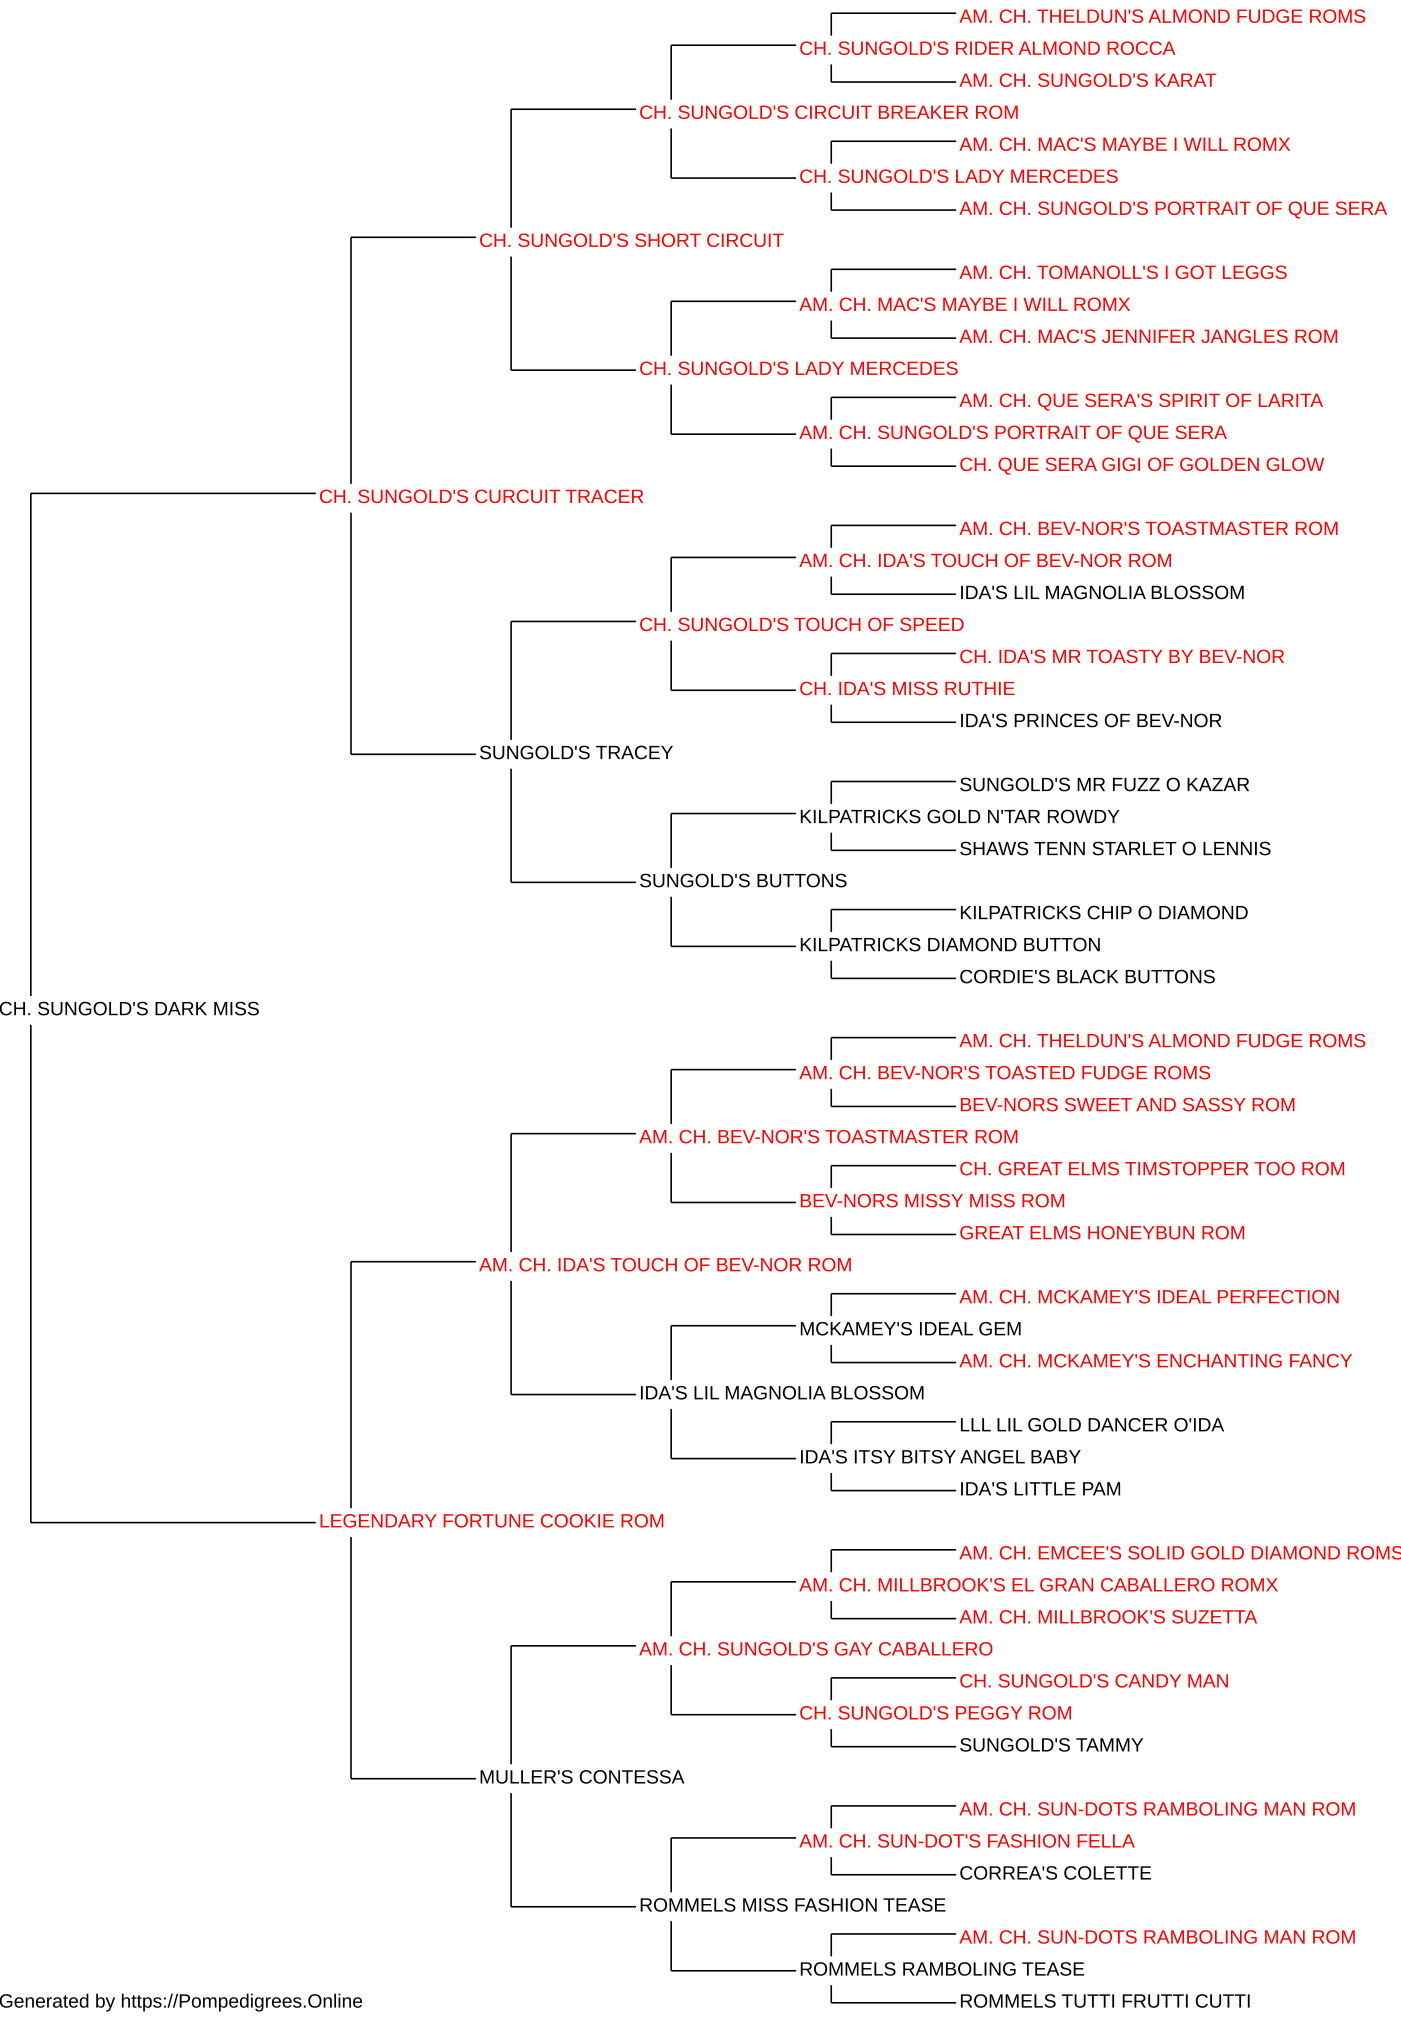 AM. CH. THELDUN'S ALMOND FUDGE ROMS
CH. SUNGOLD'S RIDER ALMOND ROCCA
AM. CH. SUNGOLD'S KARAT
CH. SUNGOLD'S CIRCUIT BREAKER ROM
AM. CH. MAC'S MAYBE I WILL ROMX
CH. SUNGOLD'S LADY MERCEDES
AM. CH. SUNGOLD'S PORTRAIT OF QUE SERA
CH. SUNGOLD'S SHORT CIRCUIT
AM. CH. TOMANOLL'S I GOT LEGGS
AM. CH. MAC'S MAYBE I WILL ROMX
AM. CH. MAC'S JENNIFER JANGLES ROM
CH. SUNGOLD'S LADY MERCEDES
AM. CH. QUE SERA'S SPIRIT OF LARITA
AM. CH. SUNGOLD'S PORTRAIT OF QUE SERA
CH. QUE SERA GIGI OF GOLDEN GLOW
CH. SUNGOLD'S CURCUIT TRACER
AM. CH. BEV-NOR'S TOASTMASTER ROM
AM. CH. IDA'S TOUCH OF BEV-NOR ROM
IDA'S LIL MAGNOLIA BLOSSOM
CH. SUNGOLD'S TOUCH OF SPEED
CH. IDA'S MR TOASTY BY BEV-NOR
CH. IDA'S MISS RUTHIE
IDA'S PRINCES OF BEV-NOR
SUNGOLD'S TRACEY
SUNGOLD'S MR FUZZ O KAZAR
KILPATRICKS GOLD N'TAR ROWDY
SHAWS TENN STARLET O LENNIS
SUNGOLD'S BUTTONS
KILPATRICKS CHIP O DIAMOND
KILPATRICKS DIAMOND BUTTON
CORDIE'S BLACK BUTTONS
CH. SUNGOLD'S DARK MISS
AM. CH. THELDUN'S ALMOND FUDGE ROMS
AM. CH. BEV-NOR'S TOASTED FUDGE ROMS
BEV-NORS SWEET AND SASSY ROM
AM. CH. BEV-NOR'S TOASTMASTER ROM
CH. GREAT ELMS TIMSTOPPER TOO ROM
BEV-NORS MISSY MISS ROM
GREAT ELMS HONEYBUN ROM
AM. CH. IDA'S TOUCH OF BEV-NOR ROM
AM. CH. MCKAMEY'S IDEAL PERFECTION
MCKAMEY'S IDEAL GEM
AM. CH. MCKAMEY'S ENCHANTING FANCY
IDA'S LIL MAGNOLIA BLOSSOM
LLL LIL GOLD DANCER O'IDA
IDA'S ITSY BITSY ANGEL BABY
IDA'S LITTLE PAM
LEGENDARY FORTUNE COOKIE ROM
AM. CH. EMCEE'S SOLID GOLD DIAMOND ROMS
AM. CH. MILLBROOK'S EL GRAN CABALLERO ROMX
AM. CH. MILLBROOK'S SUZETTA
AM. CH. SUNGOLD'S GAY CABALLERO
CH. SUNGOLD'S CANDY MAN
CH. SUNGOLD'S PEGGY ROM
SUNGOLD'S TAMMY
MULLER'S CONTESSA
AM. CH. SUN-DOTS RAMBOLING MAN ROM
AM. CH. SUN-DOT'S FASHION FELLA
CORREA'S COLETTE
ROMMELS MISS FASHION TEASE
AM. CH. SUN-DOTS RAMBOLING MAN ROM
ROMMELS RAMBOLING TEASE
ROMMELS TUTTI FRUTTI CUTTI
Generated by https://Pompedigrees.Online